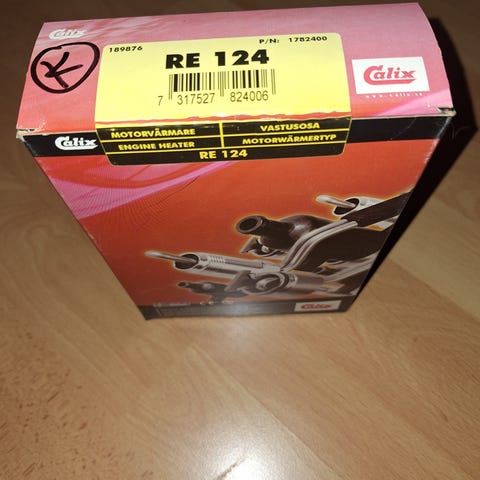 Calix
189876
P/N: 1782400
RE 124
7 317527 824006
K
Calix
www.calix.se
Calix
MOTORVÄRMARE
VASTUSOSA
ENGINE HEATER
MOTORWÄRMERTYP
RE 124
Calix